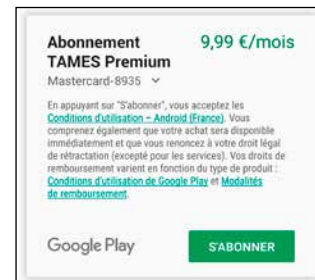 Abonnement 9,99 €/mois
TAMES Premium
Mastercard-8935
En appuyant sur "S'abonner", vous acceptez les
Conditions d'utilisation – Android (France). Vous
comprenez également que votre achat sera disponible
immédiatement et que vous renoncez à votre droit légal
de rétractation (excepté pour les services). Vos droits de
remboursement varient en fonction du type de produit :
Conditions d'utilisation de Google Play et Modalités
de remboursement.
Google Play S'ABONNER